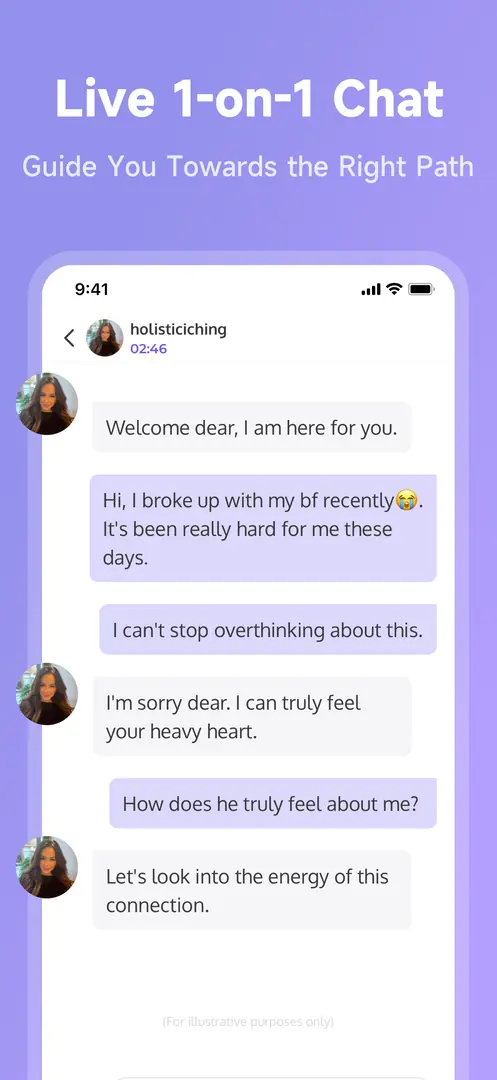 Live 1-on-1 Chat
Guide You Towards the Right Path
9:41
holisticiching
02:46
Welcome dear, I am here for you.
Hi, I broke up with my bf recently😭.
It's been really hard for me these
days.
I can't stop overthinking about this.
I'm sorry dear. I can truly feel
your heavy heart.
How does he truly feel about me?
Let's look into the energy of this
connection.
(For illustrative purposes only)